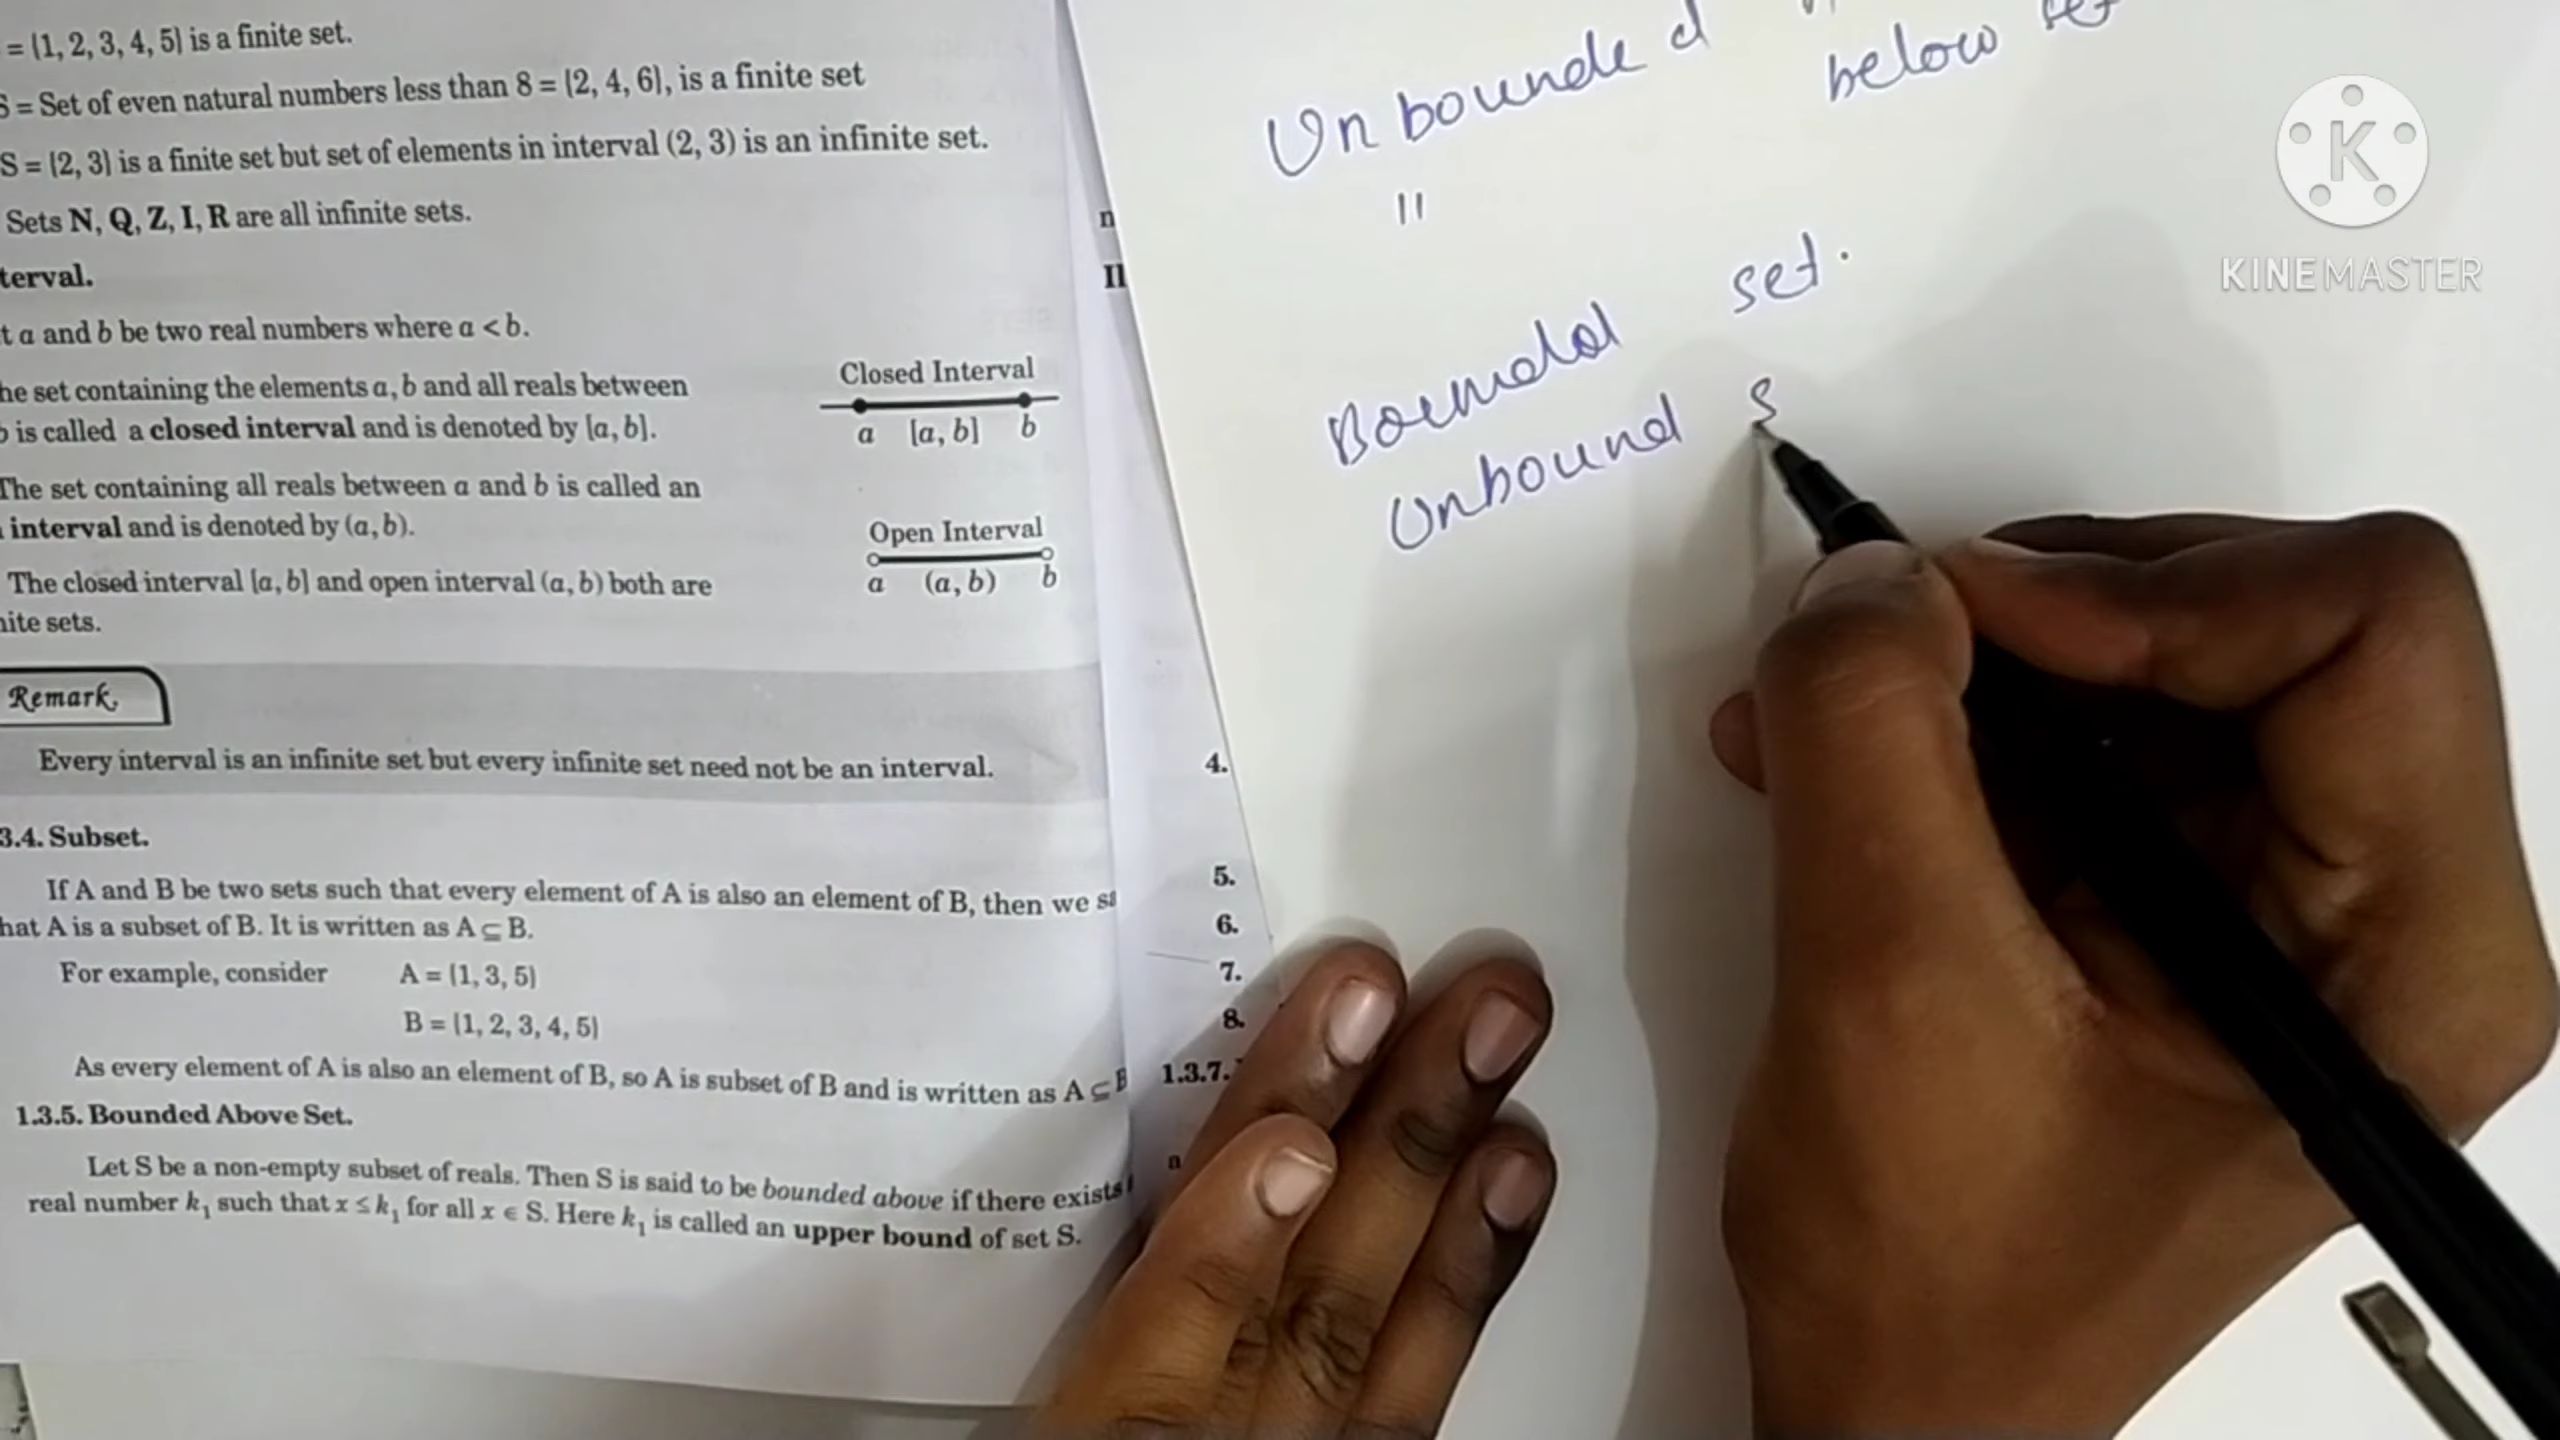 = {1, 2, 3, 4, 5} is a finite set.
S = Set of even natural numbers less than 8 = {2, 4, 6}, is a finite set
S = {2, 3} is a finite set but set of elements in interval (2, 3) is an infinite set.
Sets N, Q, Z, I, R are all infinite sets.
terval.
t a and b be two real numbers where a < b.
he set containing the elements a, b and all reals between
b is called a closed interval and is denoted by [a, b].
Closed Interval
a [a, b] b
The set containing all reals between a and b is called an
interval and is denoted by (a, b).
Open Interval
a (a, b) b
The closed interval [a, b] and open interval (a, b) both are
nite sets.
Remark.
Every interval is an infinite set but every infinite set need not be an interval.
3.4. Subset.
If A and B be two sets such that every element of A is also an element of B, then we sa
hat A is a subset of B. It is written as A ⊆ B.
For example, consider A = {1, 3, 5}
B = {1, 2, 3, 4, 5}
As every element of A is also an element of B, so A is subset of B and is written as A ⊆ B
1.3.5. Bounded Above Set.
Let S be a non-empty subset of reals. Then S is said to be bounded above if there exists
real number k₁ such that x ≤ k₁ for all x ∈ S. Here k₁ is called an upper bound of set S.
n
II
4.
5.
6.
7.
8.
1.3.7.
n
Unbounded
below set
"
Bounded set.
Unbound s
K
KINEMASTER